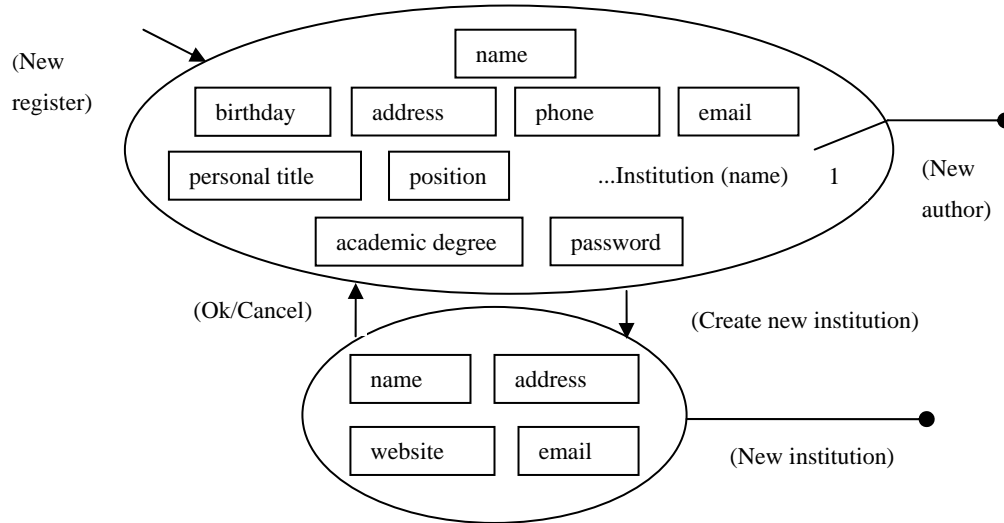 name
(New
register)
birthday address phone email
personal title position ...Institution (name) 1
(New
author)
academic degree password
(Ok/Cancel)
(Create new institution)
name address
website email
(New institution)